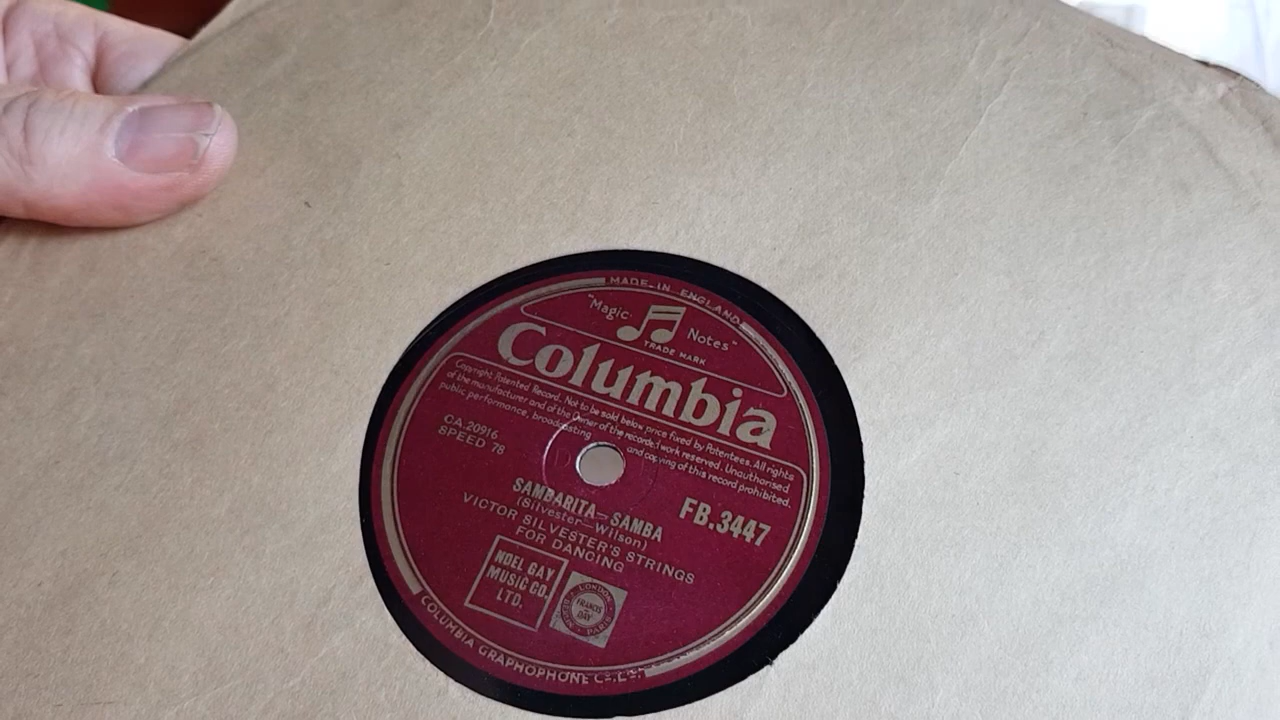 MADE IN ENGLAND
"Magic Notes"
TRADE MARK
Columbia
Copyright Patented Record. Not to be sold below price fixed by Patentees. All rights
of the manufacturer and of the Owner of the recorded work reserved. Unauthorised
public performance, broadcasting and copying of this record prohibited.
CA.20916
SPEED 78
SAMBARITA—SAMBA
(Silvester—Wilson)
FB.3447
VICTOR SILVESTER'S STRINGS
FOR DANCING
NOEL GAY
MUSIC CO.
LTD.
LONDON
FRANCIS
DAY
PARIS
COLUMBIA GRAPHOPHONE Co. LTD.